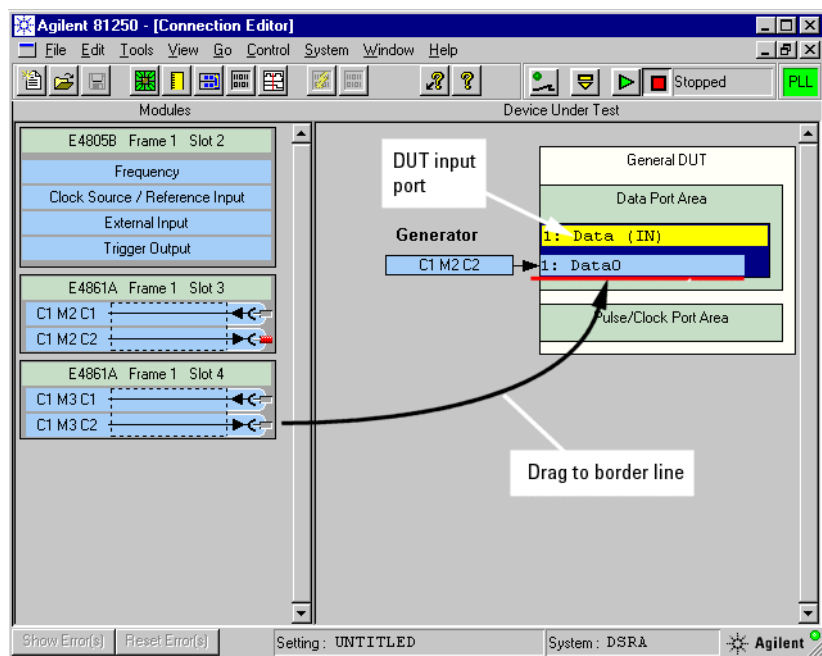 Agilent 81250 - [Connection Editor]
File Edit Tools View Go Control System Window Help
Stopped
PLL
Modules
Device Under Test
E4805B Frame 1 Slot 2
Frequency
Clock Source / Reference Input
External Input
Trigger Output
E4861A Frame 1 Slot 3
C1 M2 C1
C1 M2 C2
E4861A Frame 1 Slot 4
C1 M3 C1
C1 M3 C2
DUT input
port
Generator
C1 M2 C2
General DUT
Data Port Area
1: Data (IN)
1: Data0
Pulse/Clock Port Area
Drag to border line
Show Error(s) Reset Error(s) Setting: UNTITLED System: DSRA Agilent